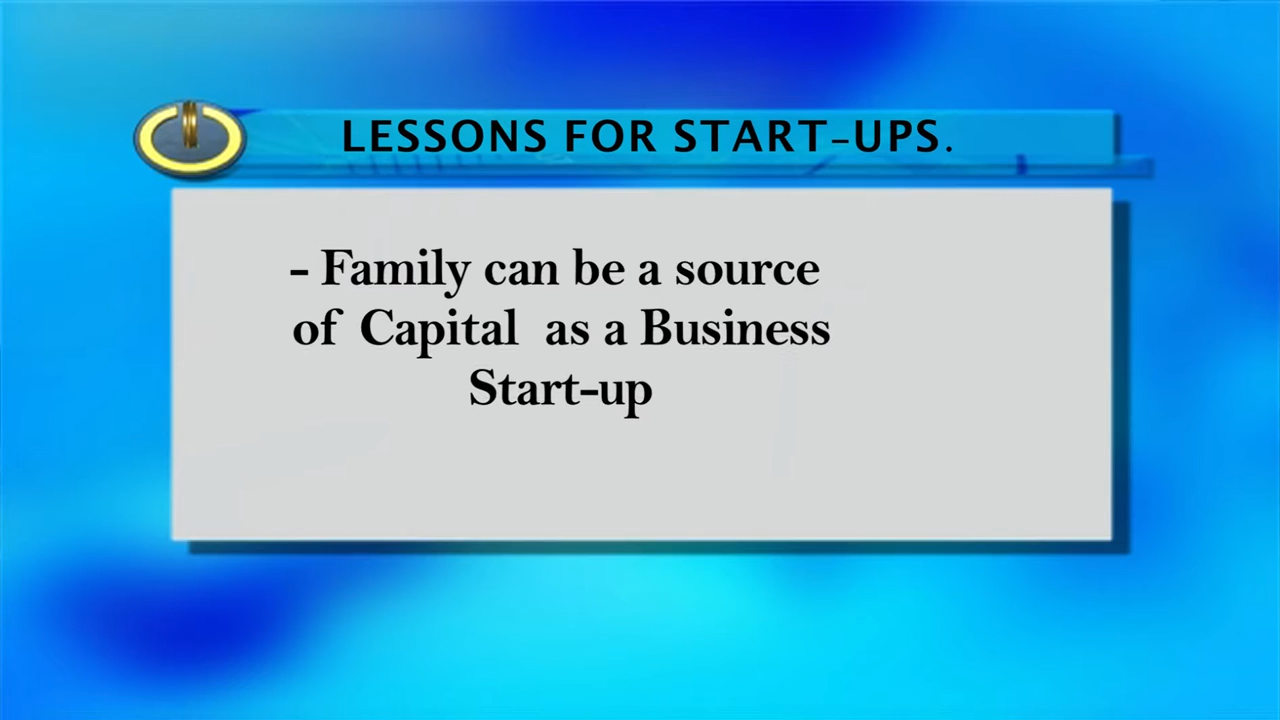 LESSONS FOR START-UPS.
- Family can be a source
of Capital as a Business
Start-up